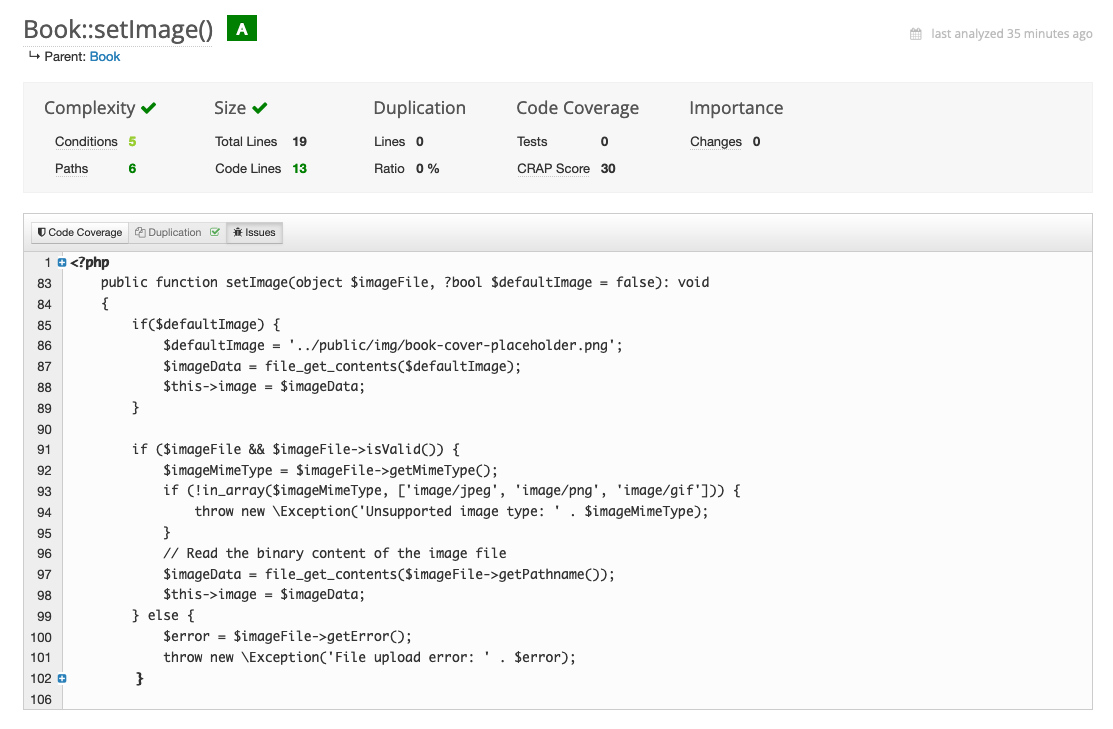 Book::setImage() A
last analyzed 35 minutes ago
↪ Parent: Book
Complexity ✔ Size ✔ Duplication Code Coverage Importance
Conditions 5 Total Lines 19 Lines 0 Tests 0 Changes 0
Paths 6 Code Lines 13 Ratio 0 % CRAP Score 30
Code Coverage Duplication Issues
1 <?php
83     public function setImage(object $imageFile, ?bool $defaultImage = false): void
84     {
85         if($defaultImage) {
86             $defaultImage = '../public/img/book-cover-placeholder.png';
87             $imageData = file_get_contents($defaultImage);
88             $this->image = $imageData;
89         }
90
91         if ($imageFile && $imageFile->isValid()) {
92             $imageMimeType = $imageFile->getMimeType();
93             if (!in_array($imageMimeType, ['image/jpeg', 'image/png', 'image/gif'])) {
94                 throw new \Exception('Unsupported image type: ' . $imageMimeType);
95             }
96             // Read the binary content of the image file
97             $imageData = file_get_contents($imageFile->getPathname());
98             $this->image = $imageData;
99         } else {
100             $error = $imageFile->getError();
101             throw new \Exception('File upload error: ' . $error);
102         }
106